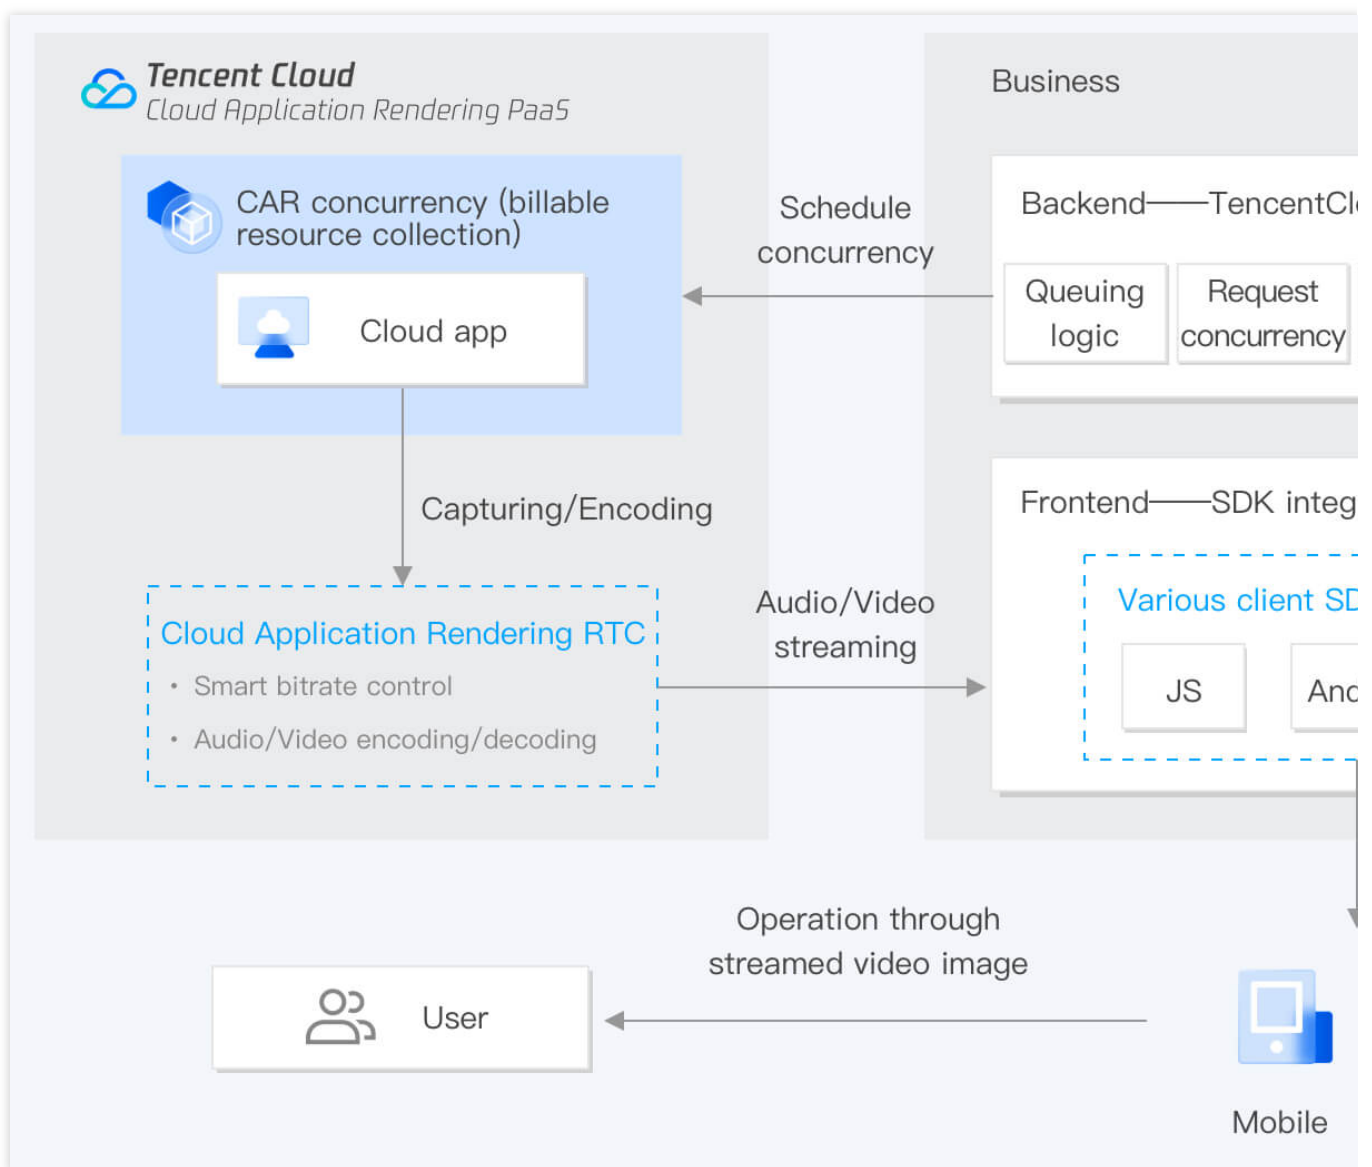 Tencent Cloud
Cloud Application Rendering PaaS
CAR concurrency (billable
resource collection)
Cloud app
Capturing/Encoding
Cloud Application Rendering RTC
• Smart bitrate control
• Audio/Video encoding/decoding
Schedule
concurrency
Audio/Video
streaming
Business
Backend——TencentCl
Queuing
logic
Request
concurrency
Frontend——SDK integ
Various client SD
JS
And
Operation through
streamed video image
User
Mobile